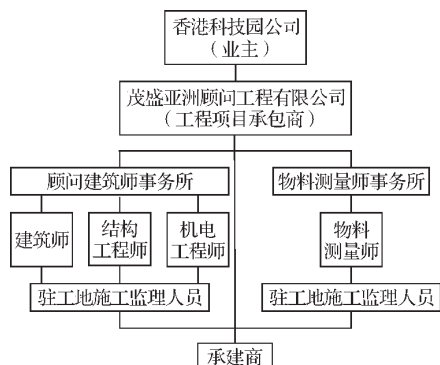 香港科技园公司
（业主）
茂盛亚洲顾问工程有限公司
（工程项目承包商）
顾问建筑师事务所
物料测量师事务所
建筑师
结构
工程师
机电
工程师
物料
测量师
驻工地施工监理人员
驻工地施工监理人员
承建商